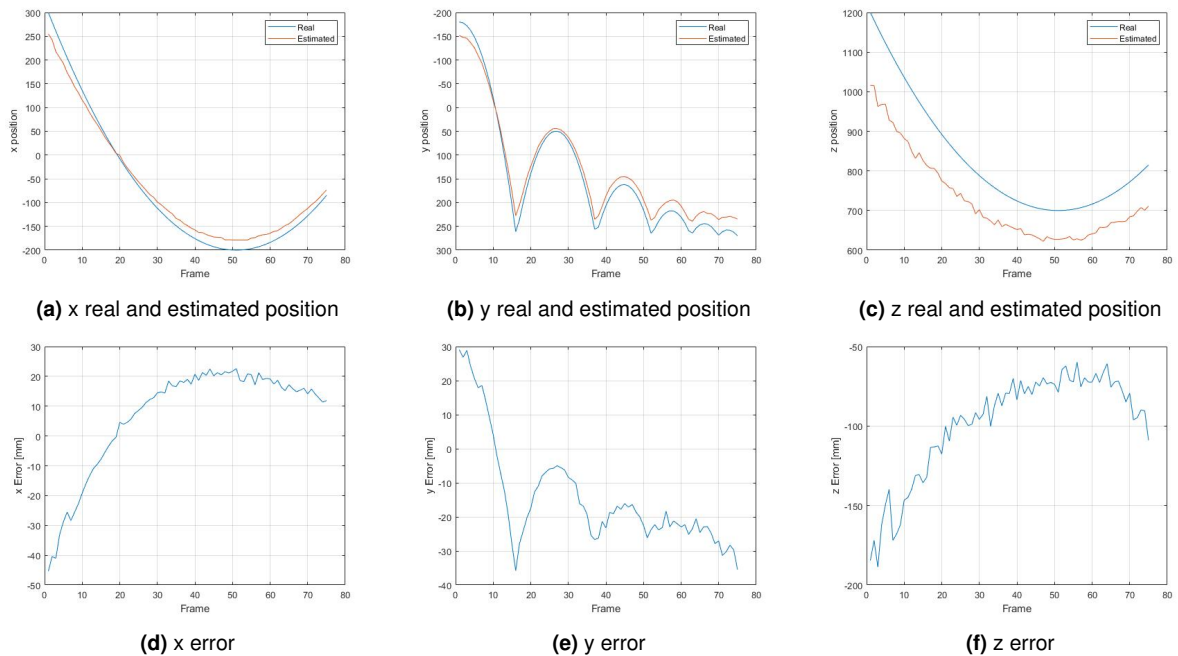 300
250
200
150
100
50
0
-50
-100
-150
-200
0 10 20 30 40 50 60 70 80
x position
Frame
Real
Estimated
(a) x real and estimated position
-200
-150
-100
-50
0
50
100
150
200
250
300
0 10 20 30 40 50 60 70 80
y position
Frame
Real
Estimated
(b) y real and estimated position
1200
1100
1000
900
800
700
600
0 10 20 30 40 50 60 70 80
z position
Frame
Real
Estimated
(c) z real and estimated position
30
20
10
0
-10
-20
-30
-40
-50
0 10 20 30 40 50 60 70 80
x Error [mm]
Frame
(d) x error
30
20
10
0
-10
-20
-30
-40
0 10 20 30 40 50 60 70 80
y Error [mm]
Frame
(e) y error
-50
-100
-150
-200
0 10 20 30 40 50 60 70 80
z Error [mm]
Frame
(f) z error